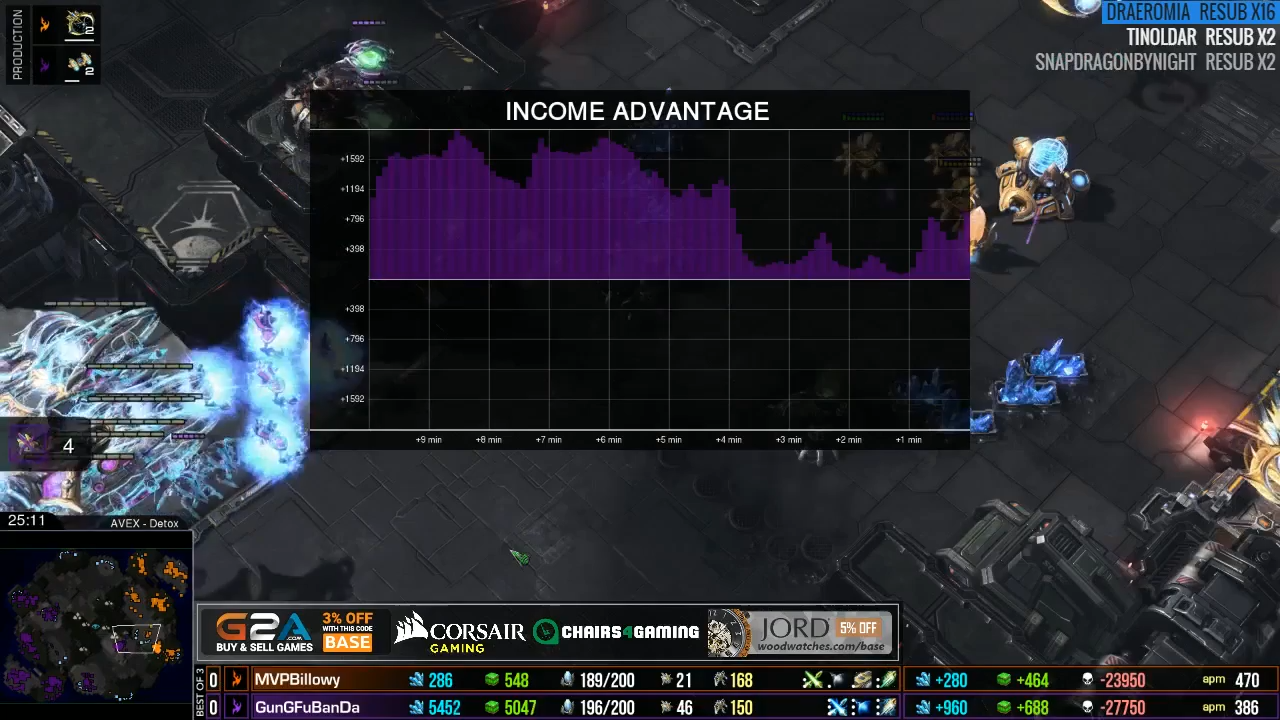 PRODUCTION
2
2
DRAEROMIA RESUB X16
TINOLDAR RESUB X2
SNAPDRAGONBYNIGHT RESUB X2
INCOME ADVANTAGE
+1592
+1194
+796
+398
+398
+796
+1194
+1592
+9 min +8 min +7 min +6 min +5 min +4 min +3 min +2 min +1 min
4
25:11 AVEX - Detox
G2A .COM
BUY & SELL GAMES
3% OFF
WITH THIS CODE
BASE
CORSAIR
GAMING
CHAIRS4GAMING
JORD 5% OFF
woodwatches.com/base
BEST OF 3
0 MVPBillowy 286 548 189/200 21 168 +280 +464 -23950 apm 470
0 GunGFuBanDa 5452 5047 196/200 46 150 +960 +688 -27750 apm 386